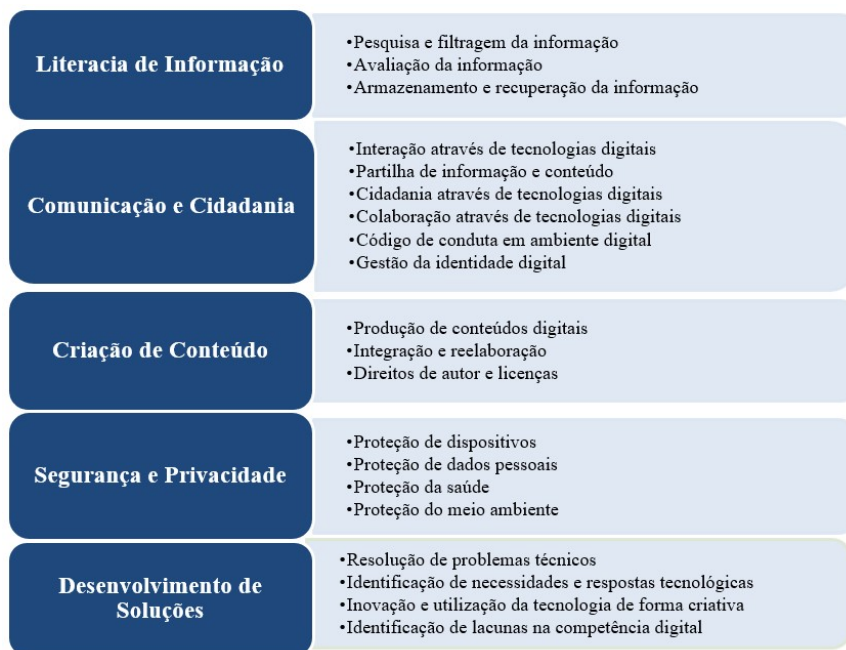 Literacia de Informação
•Pesquisa e filtragem da informação
•Avaliação da informação
•Armazenamento e recuperação da informação
Comunicação e Cidadania
•Interação através de tecnologias digitais
•Partilha de informação e conteúdo
•Cidadania através de tecnologias digitais
•Colaboração através de tecnologias digitais
•Código de conduta em ambiente digital
•Gestão da identidade digital
Criação de Conteúdo
•Produção de conteúdos digitais
•Integração e reelaboração
•Direitos de autor e licenças
Segurança e Privacidade
•Proteção de dispositivos
•Proteção de dados pessoais
•Proteção da saúde
•Proteção do meio ambiente
Desenvolvimento de
Soluções
•Resolução de problemas técnicos
•Identificação de necessidades e respostas tecnológicas
•Inovação e utilização da tecnologia de forma criativa
•Identificação de lacunas na competência digital